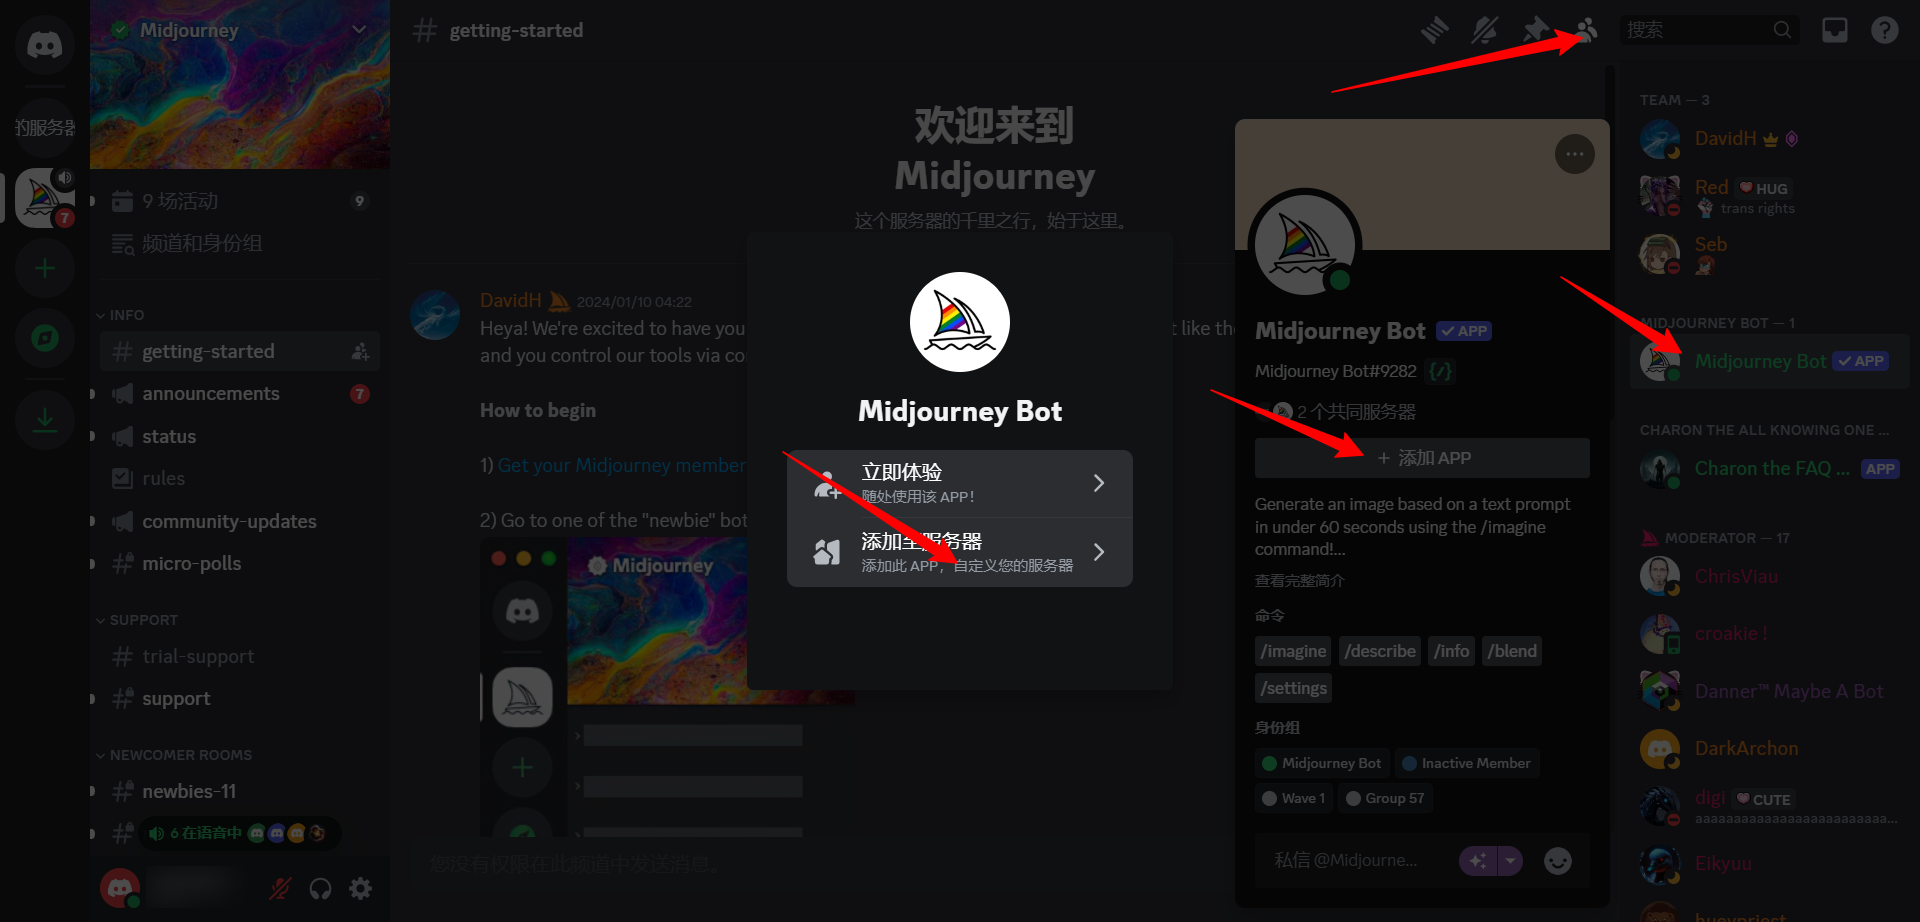 的服务器
7
Midjourney
9 场活动
9
频道和身份组
INFO
getting-started
announcements
7
status
rules
community-updates
micro-polls
SUPPORT
trial-support
support
NEWCOMER ROOMS
newbies-11
6 在语音中
getting-started
搜索
欢迎来到
Midjourney
这个服务器的千里之行，始于这里。
DavidH
2024/01/10 04:22
Heya! We're excited to have you
t like the
and you control our tools via co
How to begin
1) Get your Midjourney member
2) Go to one of the "newbie" bot
Midjourney
您没有权限在此频道中发送消息。
Midjourney Bot
立即体验
随处使用该 APP！
添加至服务器
添加此 APP，自定义您的服务器
Midjourney Bot
APP
Midjourney Bot#9282
2 个共同服务器
添加 APP
Generate an image based on a text prompt
in under 60 seconds using the /imagine
command!...
查看完整简介
命令
/imagine
/describe
/info
/blend
/settings
身份组
Midjourney Bot
Inactive Member
Wave 1
Group 57
私信 @Midjourne...
TEAM — 3
DavidH
Red
HUG
trans rights
Seb
MIDJOURNEY BOT — 1
Midjourney Bot
APP
CHARON THE ALL KNOWING ONE ...
Charon the FAQ ...
APP
MODERATOR — 17
ChrisViau
croakie !
Danner™ Maybe A Bot
DarkArchon
digi
CUTE
aaaaaaaaaaaaaaaaaaaaaaaaa...
Eikyuu
hueypriest